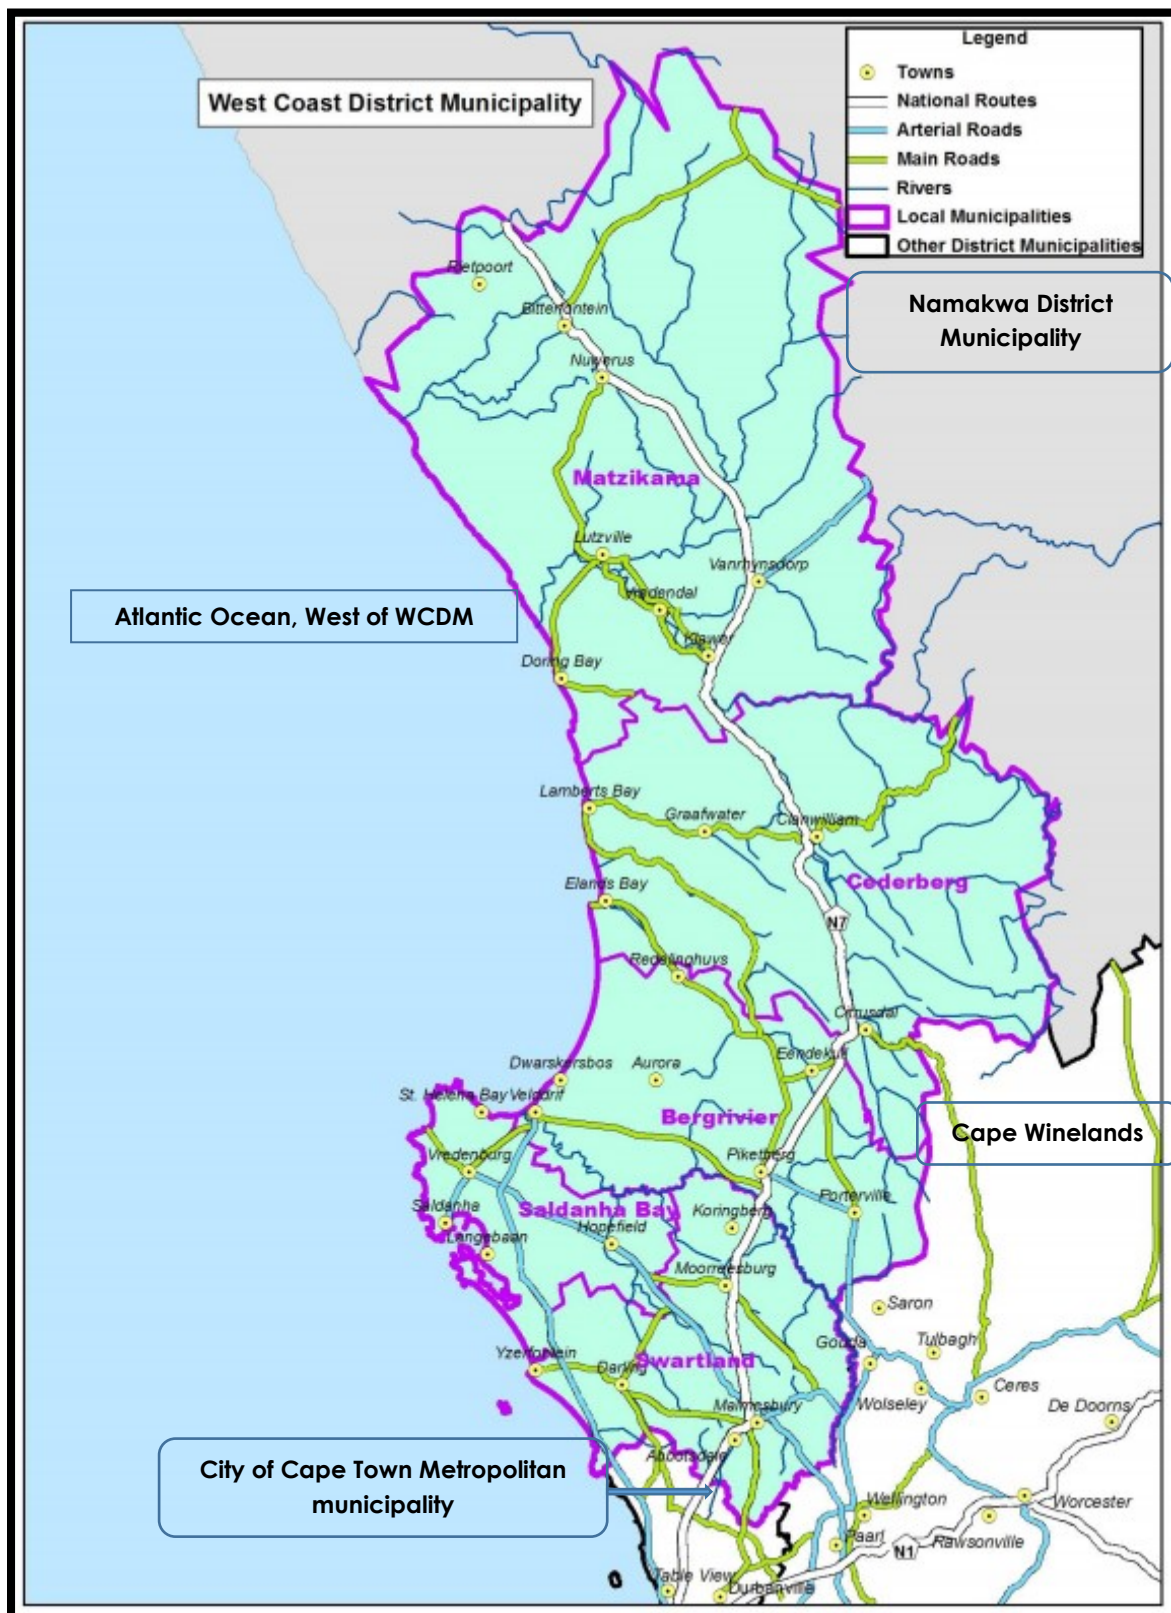 Legend
Towns
National Routes
Arterial Roads
Main Roads
Rivers
Local Municipalities
Other District Municipalities
West Coast District Municipality
Namakwa District
Municipality
Rietpoort
Bitterfontein
Nuwerus
Matzikama
Lutzville
Vanrhynsdorp
Vredendal
Atlantic Ocean, West of WCDM
Klawer
Doring Bay
Lamberts Bay
Graafwater
Clanwilliam
Cederberg
Elands Bay
N7
Redelinghuys
Citrusdal
Eendekuil
Dwarskersbos
Aurora
St. Helena Bay
Velddrif
Bergrivier
Cape Winelands
Vredenburg
Piketberg
Porterville
Saldanha
Saldanha Bay
Koringberg
Hopefield
Langebaan
Moorreesburg
Saron
Gouda
Tulbagh
Yzerfontein
Swartland
Darling
Ceres
Wolseley
De Doorns
Malmesbury
Abbotsdale
City of Cape Town Metropolitan
municipality
Wellington
Worcester
Paarl
N1
Rawsonville
Table View
Durbanville